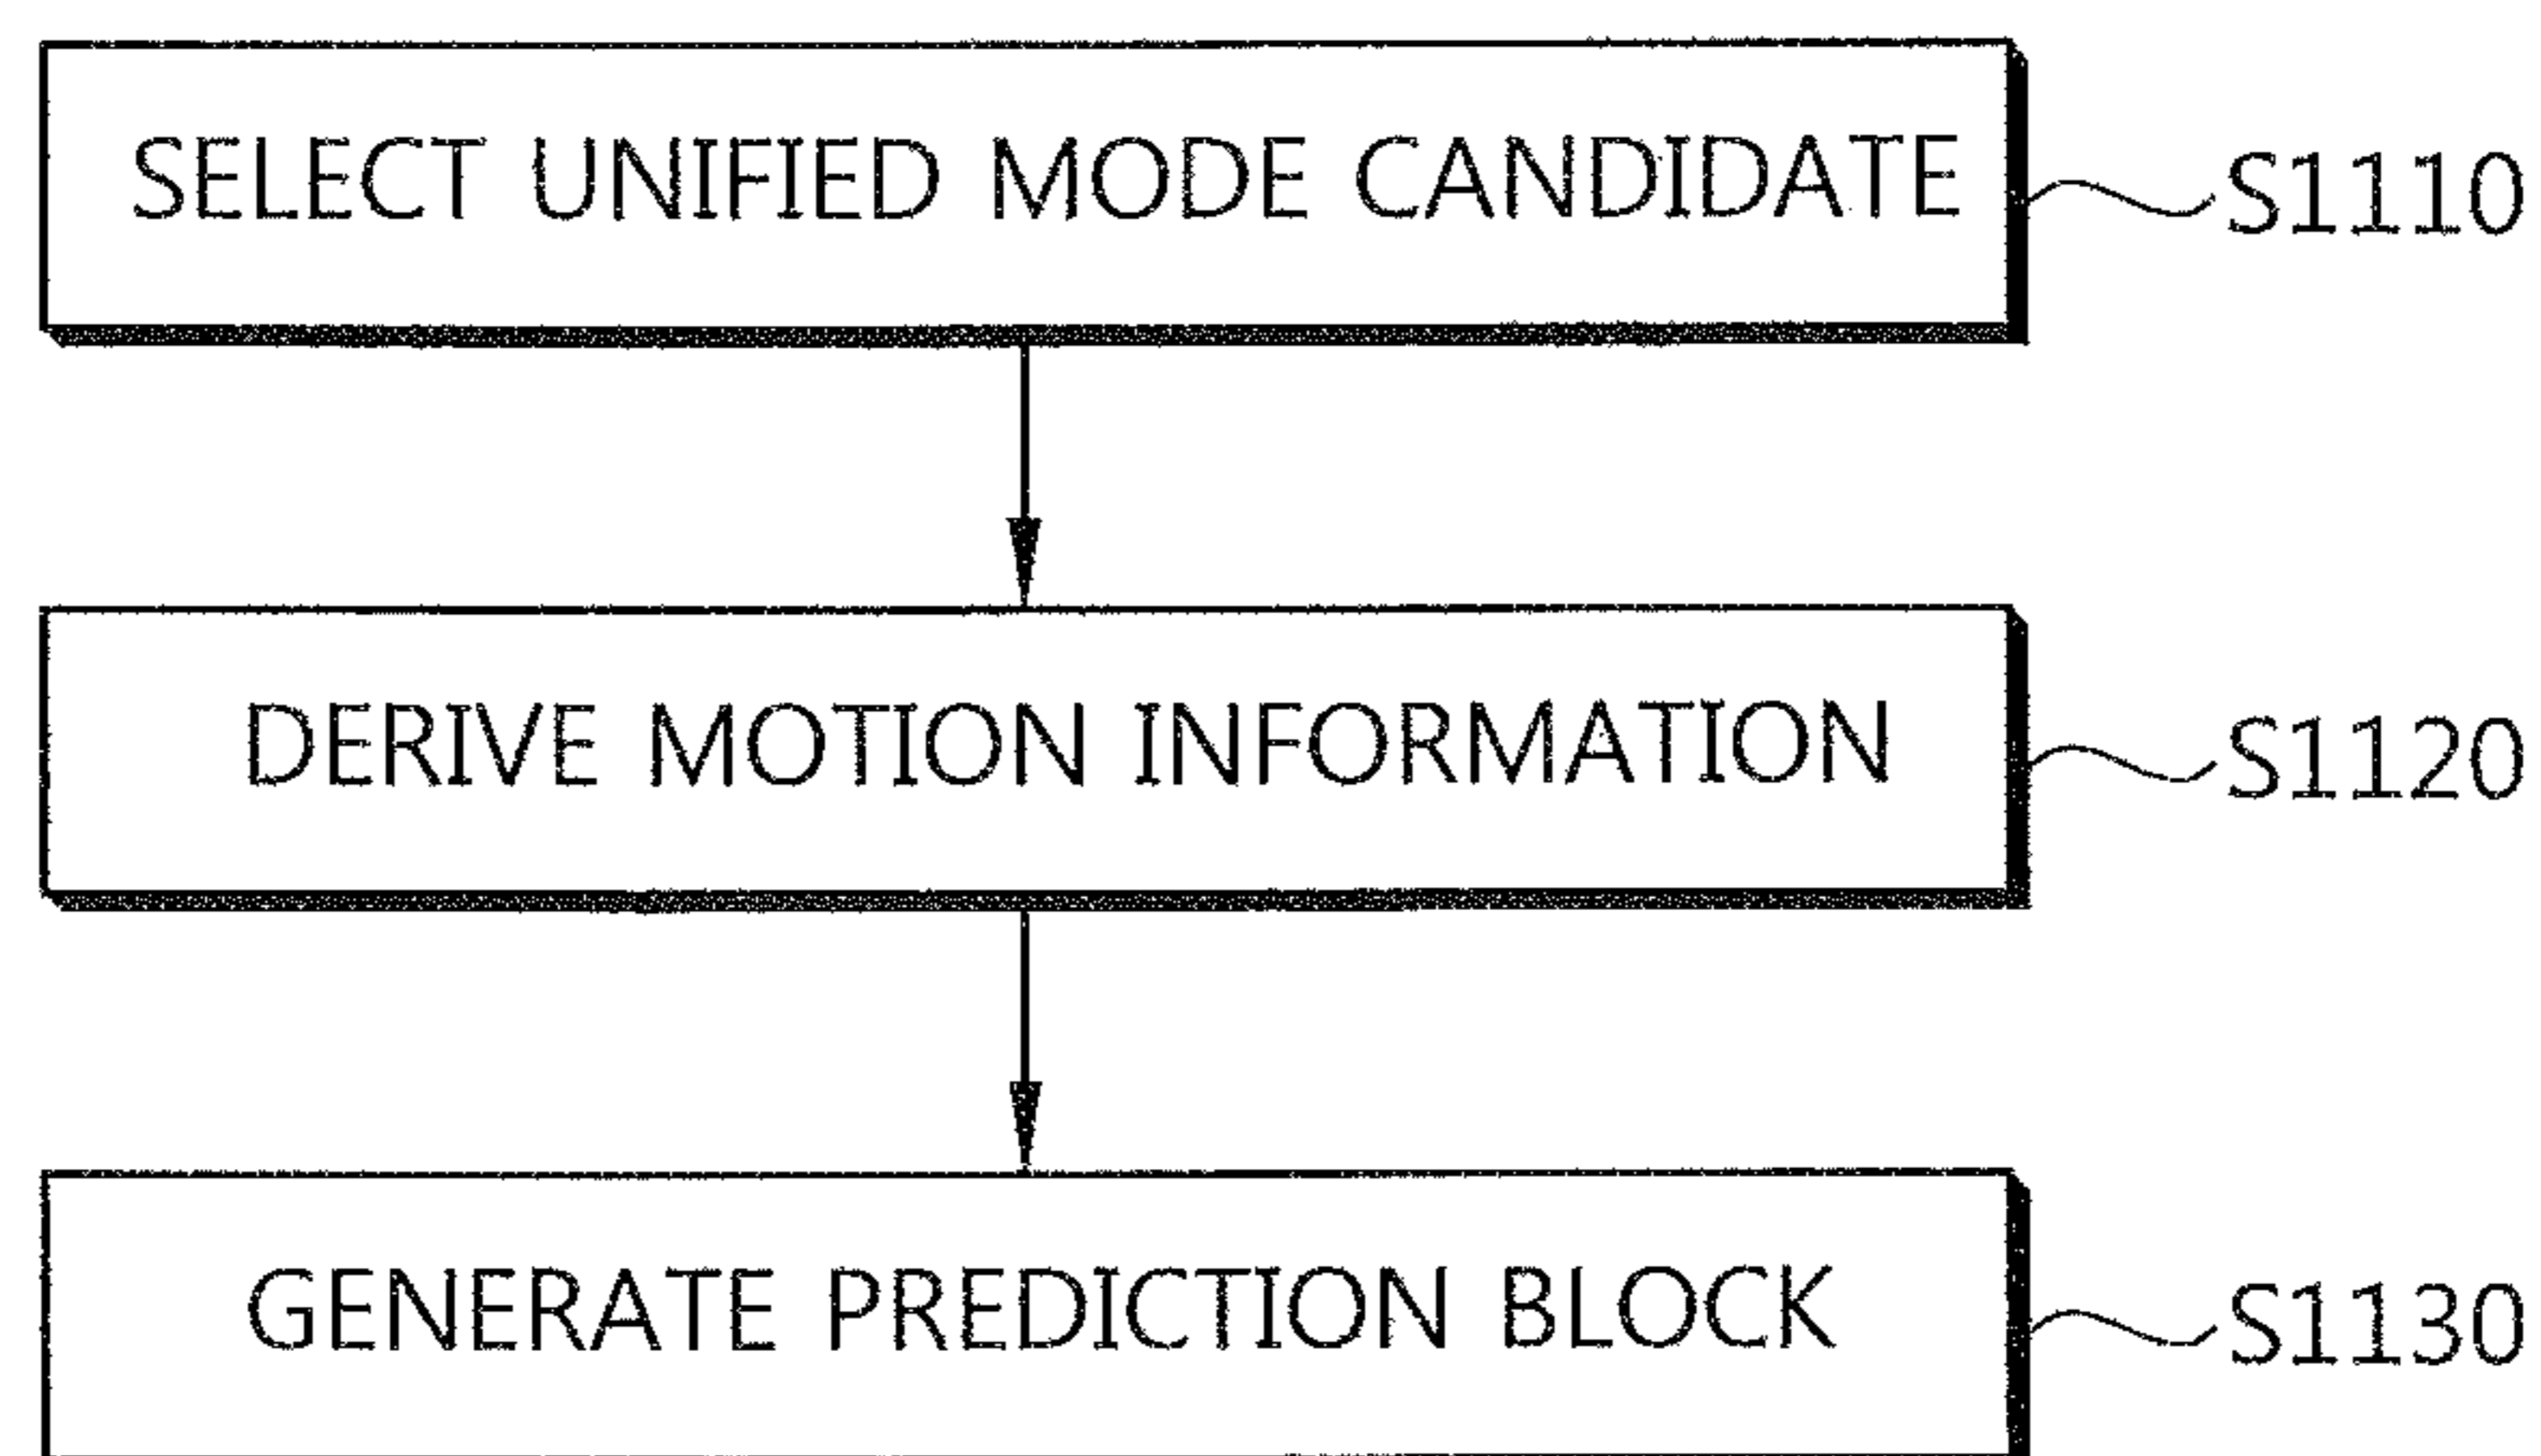 SELECT UNIFIED MODE CANDIDATE
S1110
DERIVE MOTION INFORMATION
S1120
GENERATE PREDICTION BLOCK
S1130